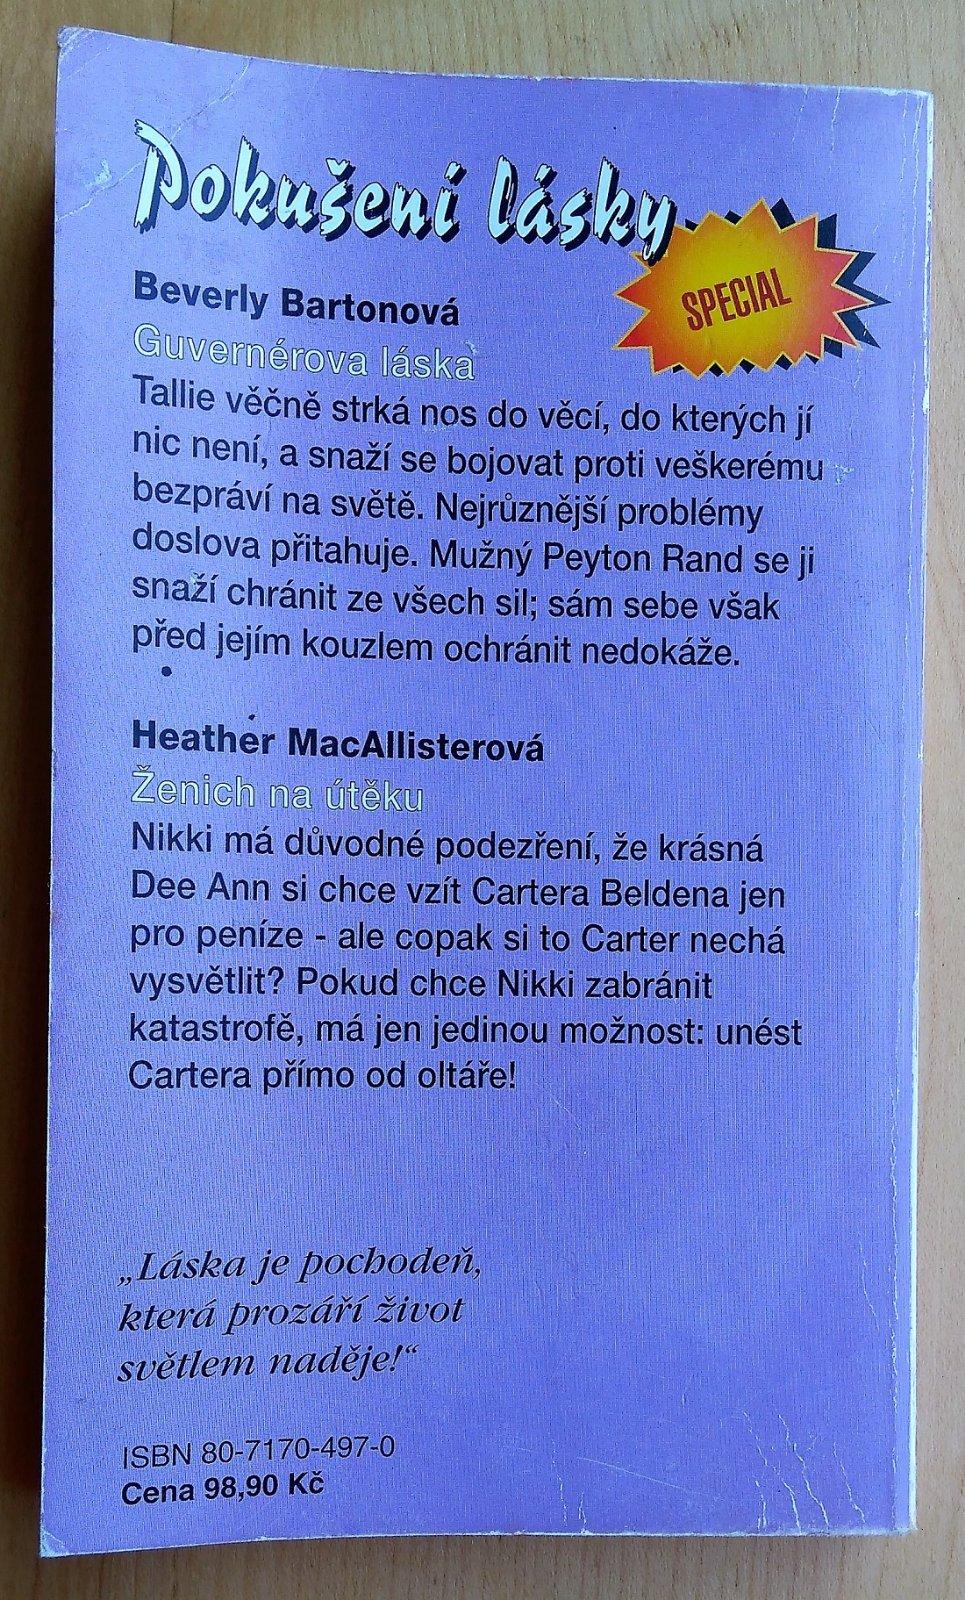 Pokušení lásky
SPECIAL
Beverly Bartonová
Guvernérova láska
Tallie věčně strká nos do věcí, do kterých jí
nic není, a snaží se bojovat proti veškerému
bezpráví na světě. Nejrůznější problémy
doslova přitahuje. Mužný Peyton Rand se ji
snaží chránit ze všech sil; sám sebe však
před jejím kouzlem ochránit nedokáže.
Heather MacAllisterová
Ženich na útěku
Nikki má důvodné podezření, že krásná
Dee Ann si chce vzít Cartera Beldena jen
pro peníze - ale copak si to Carter nechá
vysvětlit? Pokud chce Nikki zabránit
katastrofě, má jen jedinou možnost: unést
Cartera přímo od oltáře!
„Láska je pochodeň,
která prozáří život
světlem naděje!“
ISBN 80-7170-497-0
Cena 98,90 Kč